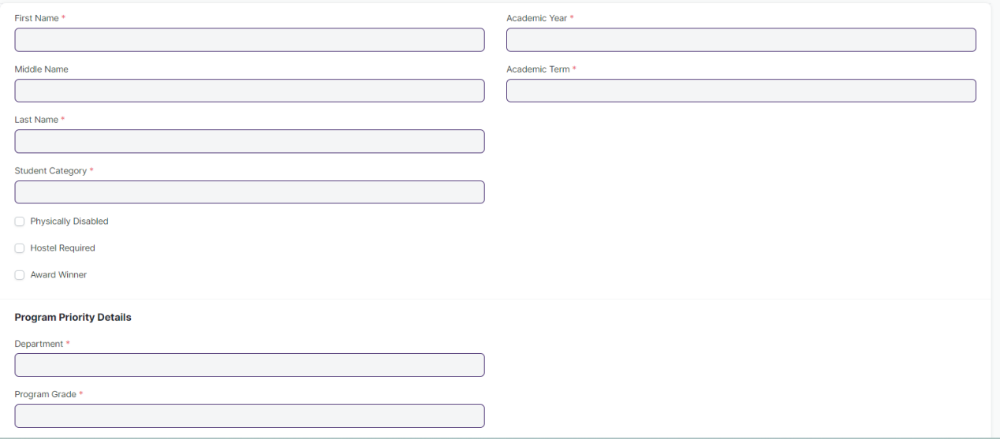 First Name *
Academic Year *
Middle Name
Academic Term *
Last Name *
Student Category *
Physically Disabled
Hostel Required
Award Winner
Program Priority Details
Department *
Program Grade *